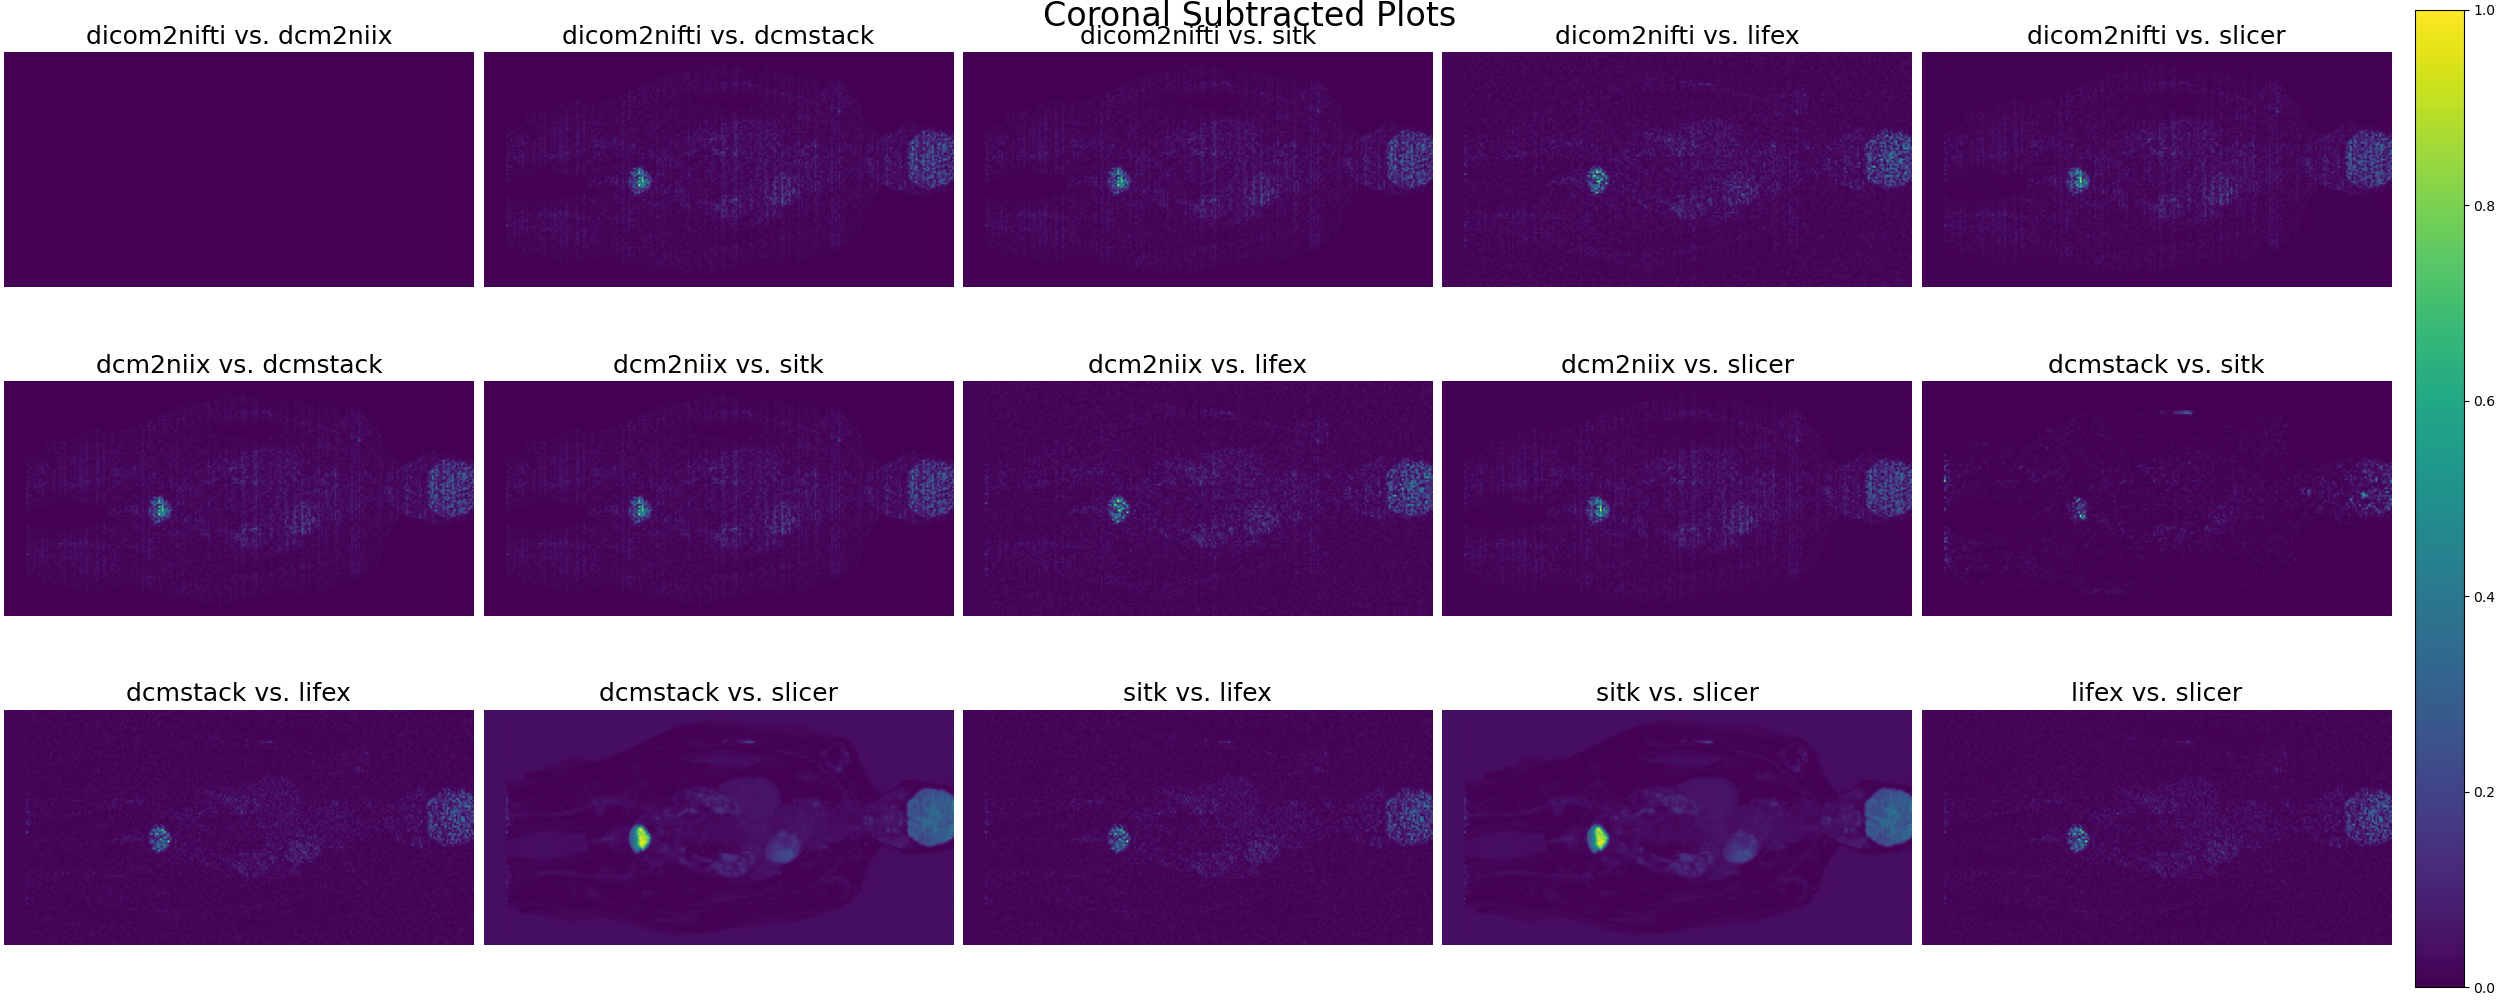 Coronal Subtracted Plots
dicom2nifti vs. dcm2niix
dicom2nifti vs. dcmstack
dicom2nifti vs. sitk
dicom2nifti vs. lifex
dicom2nifti vs. slicer
dcm2niix vs. dcmstack
dcm2niix vs. sitk
dcm2niix vs. lifex
dcm2niix vs. slicer
dcmstack vs. sitk
dcmstack vs. lifex
dcmstack vs. slicer
sitk vs. lifex
sitk vs. slicer
lifex vs. slicer
1.0
0.8
0.6
0.4
0.2
0.0